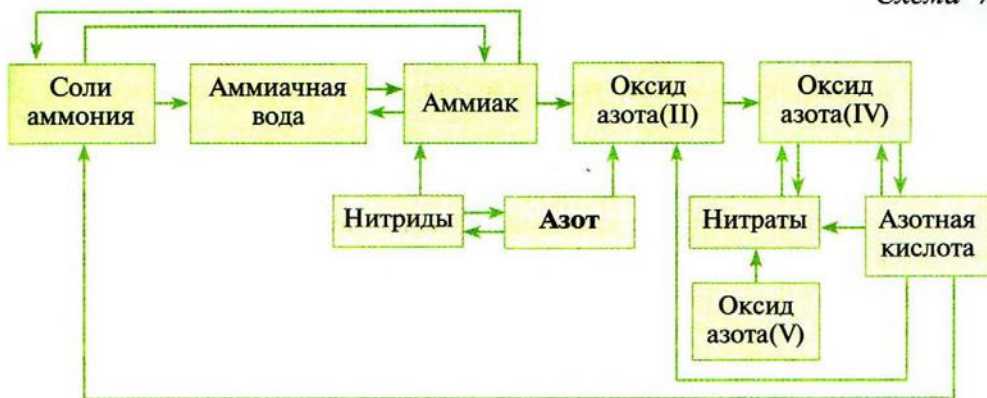 Соли
аммония
Аммиачная
вода
Аммиак
Оксид
азота(II)
Оксид
азота(IV)
Нитриды
Азот
Нитраты
Азотная
кислота
Оксид
азота(V)